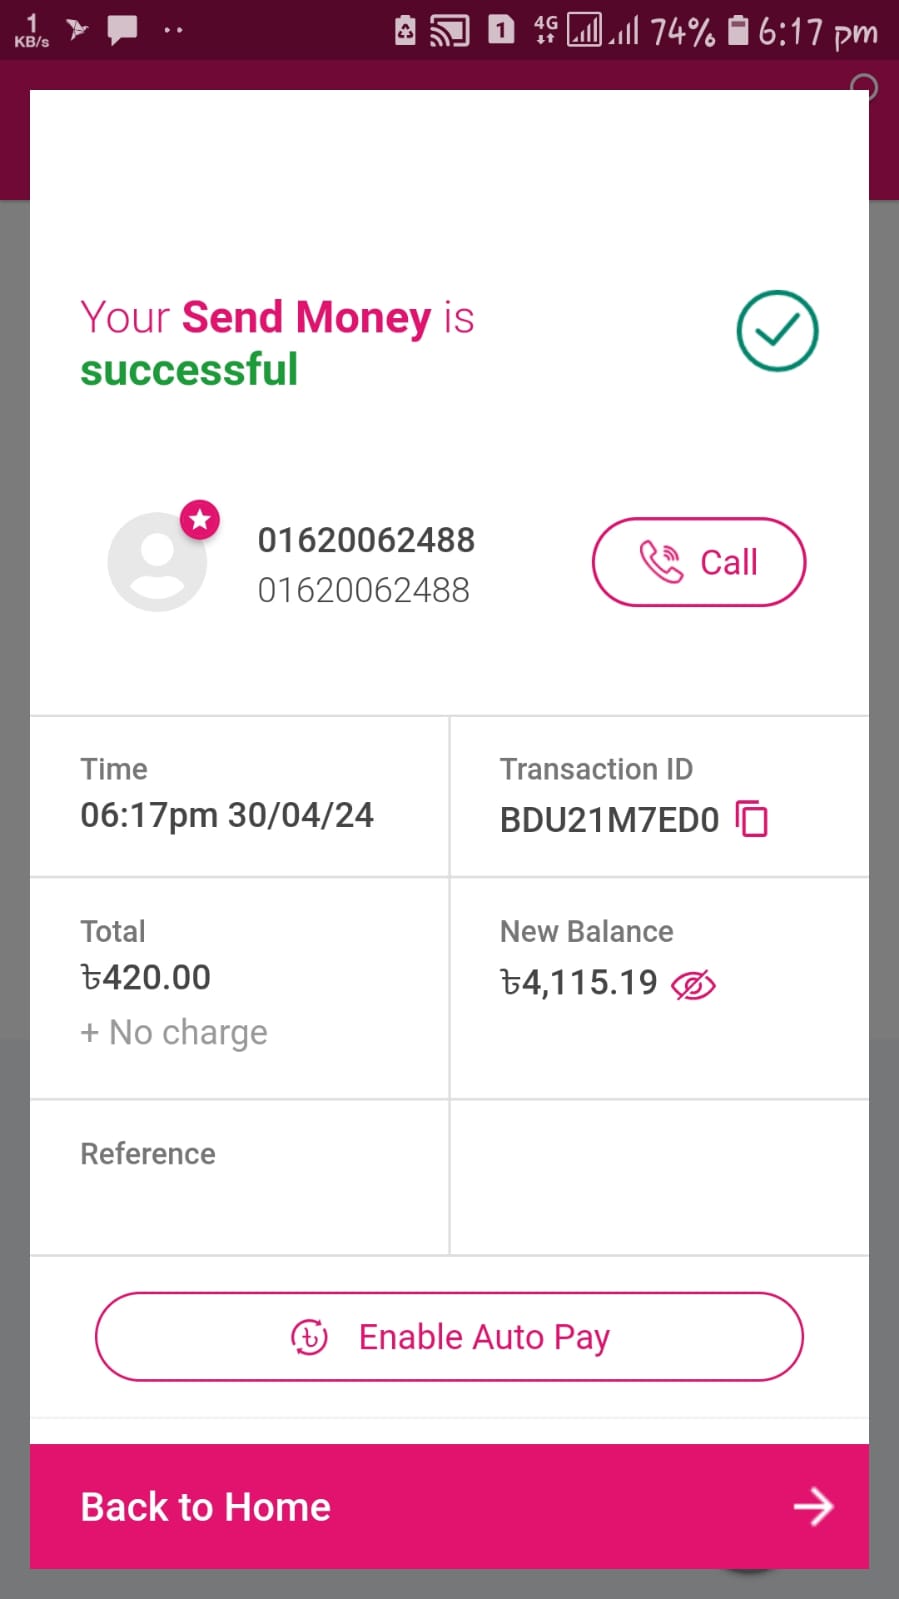 1
KB/s
1
4G
74%
6:17 pm
Your Send Money is
successful
01620062488
01620062488
Call
Time
06:17pm 30/04/24
Transaction ID
BDU21M7ED0
Total
৳420.00
+ No charge
New Balance
৳4,115.19
Reference
Enable Auto Pay
Back to Home